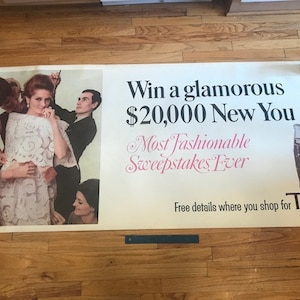 Win a glamorous
$20,000 New You
Most Fashionable
Sweepstakes Ever
Free details where you shop for T